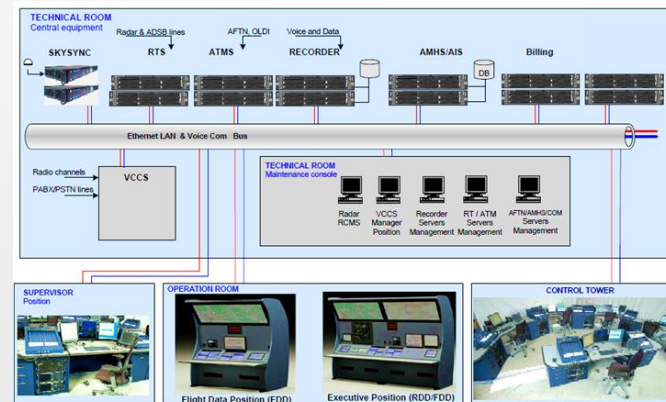 TECHNICAL ROOM
Central equipment
Radar & ADSB lines
AFTN, OLDI
Voice and Data
SKYSYNC
RTS
ATMS
RECORDER
AMHS/AIS
Billing
DB
Ethernet LAN & Voice Com Bus
Radio channels
PABX/PSTN lines
VCCS
TECHNICAL ROOM
Maintenance console
Radar
RCMS
VCCS
Manager
Position
Recorder
Servers
Management
RT / ATM
Servers
Management
AFTN/AMHS/COM
Servers
Management
SUPERVISOR
Position
OPERATION ROOM
Flight Data Position (FDD)
Executive Position (RDD/FDD)
CONTROL TOWER